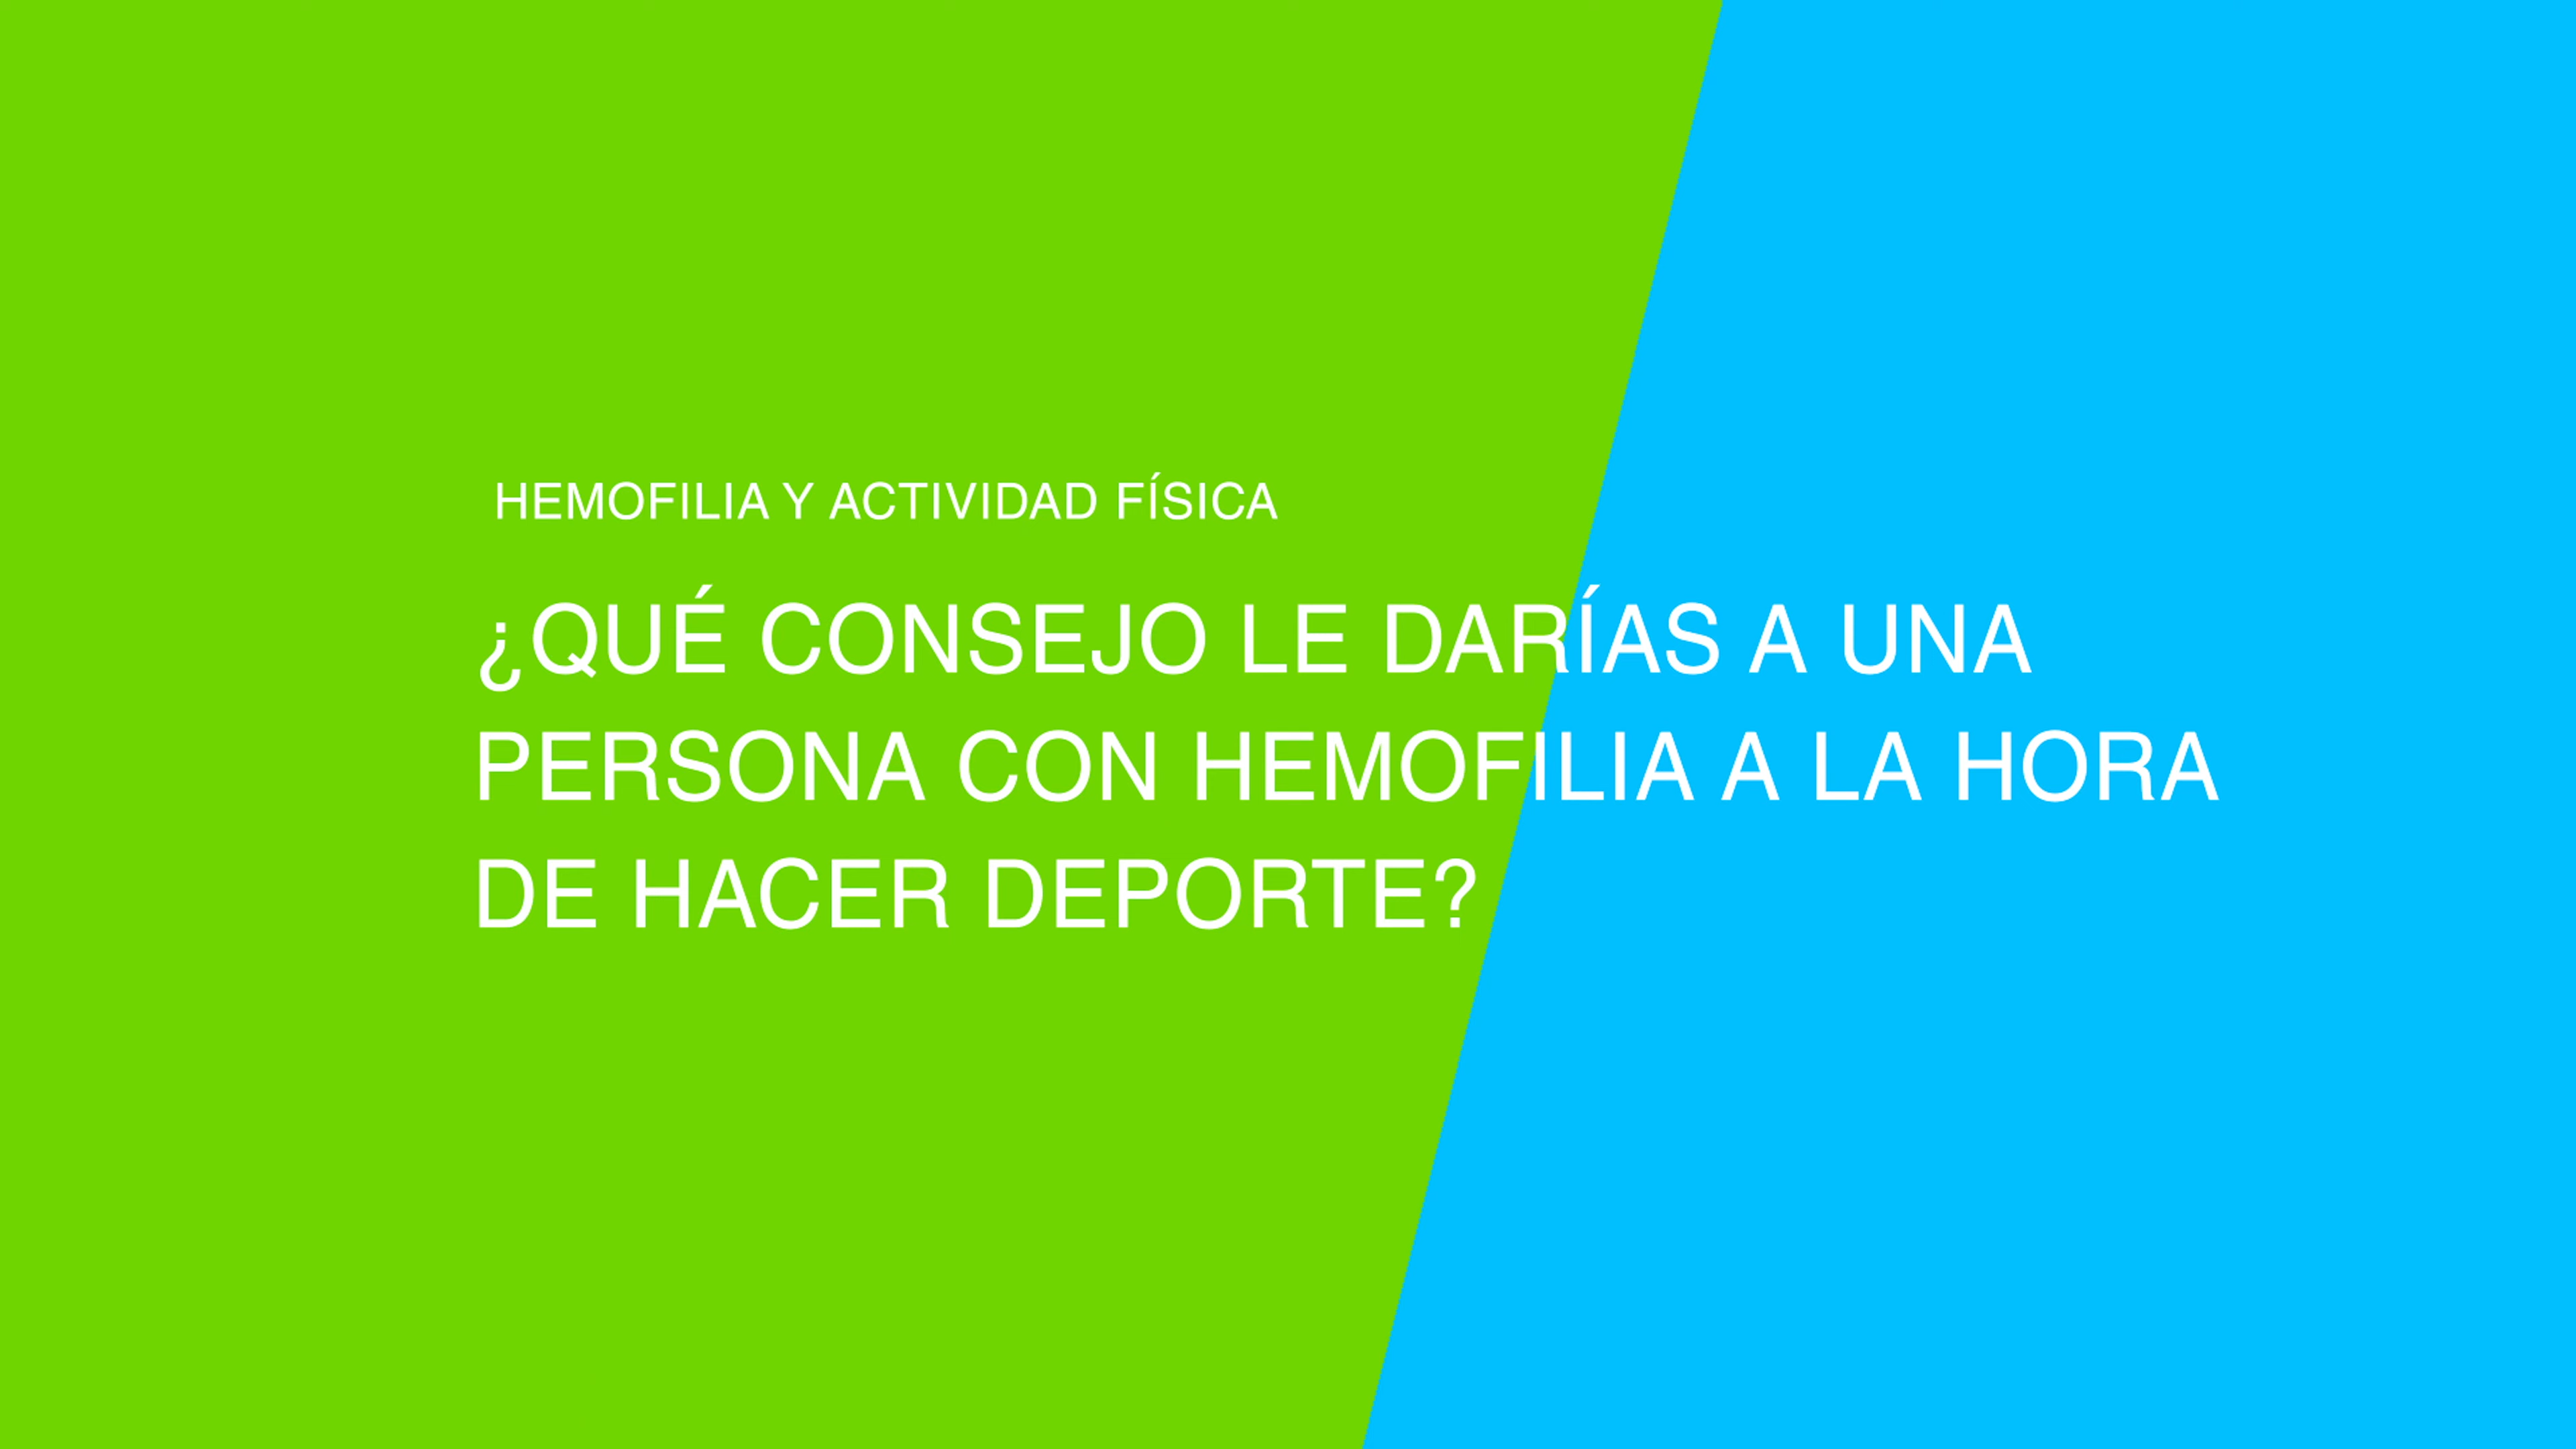 HEMOFILIA Y ACTIVIDAD FÍSICA
¿QUÉ CONSEJO LE DARÍAS A UNA
PERSONA CON HEMOFILIA A LA HORA
DE HACER DEPORTE?